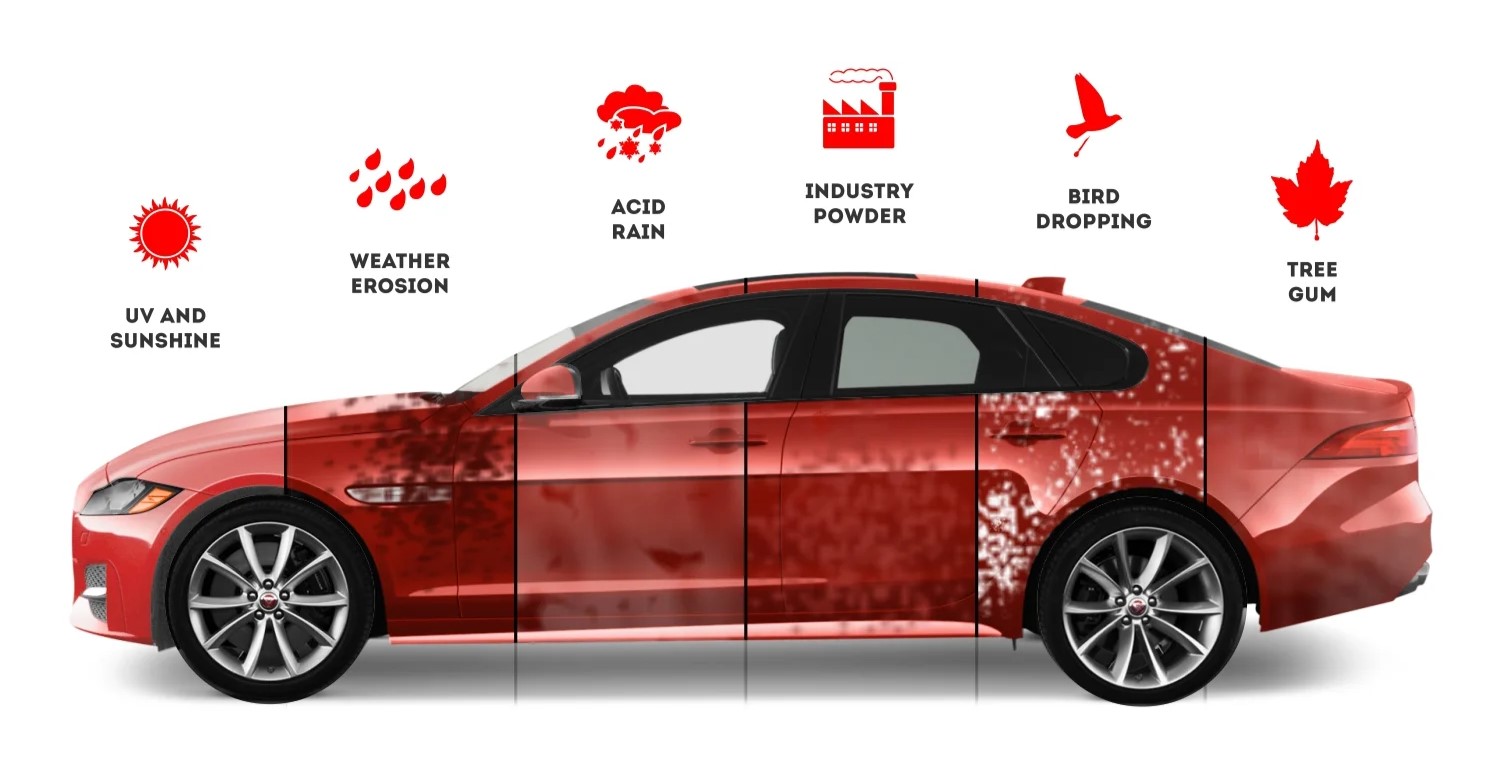 UV AND
SUNSHINE
WEATHER
EROSION
ACID
RAIN
INDUSTRY
POWDER
BIRD
DROPPING
TREE
GUM